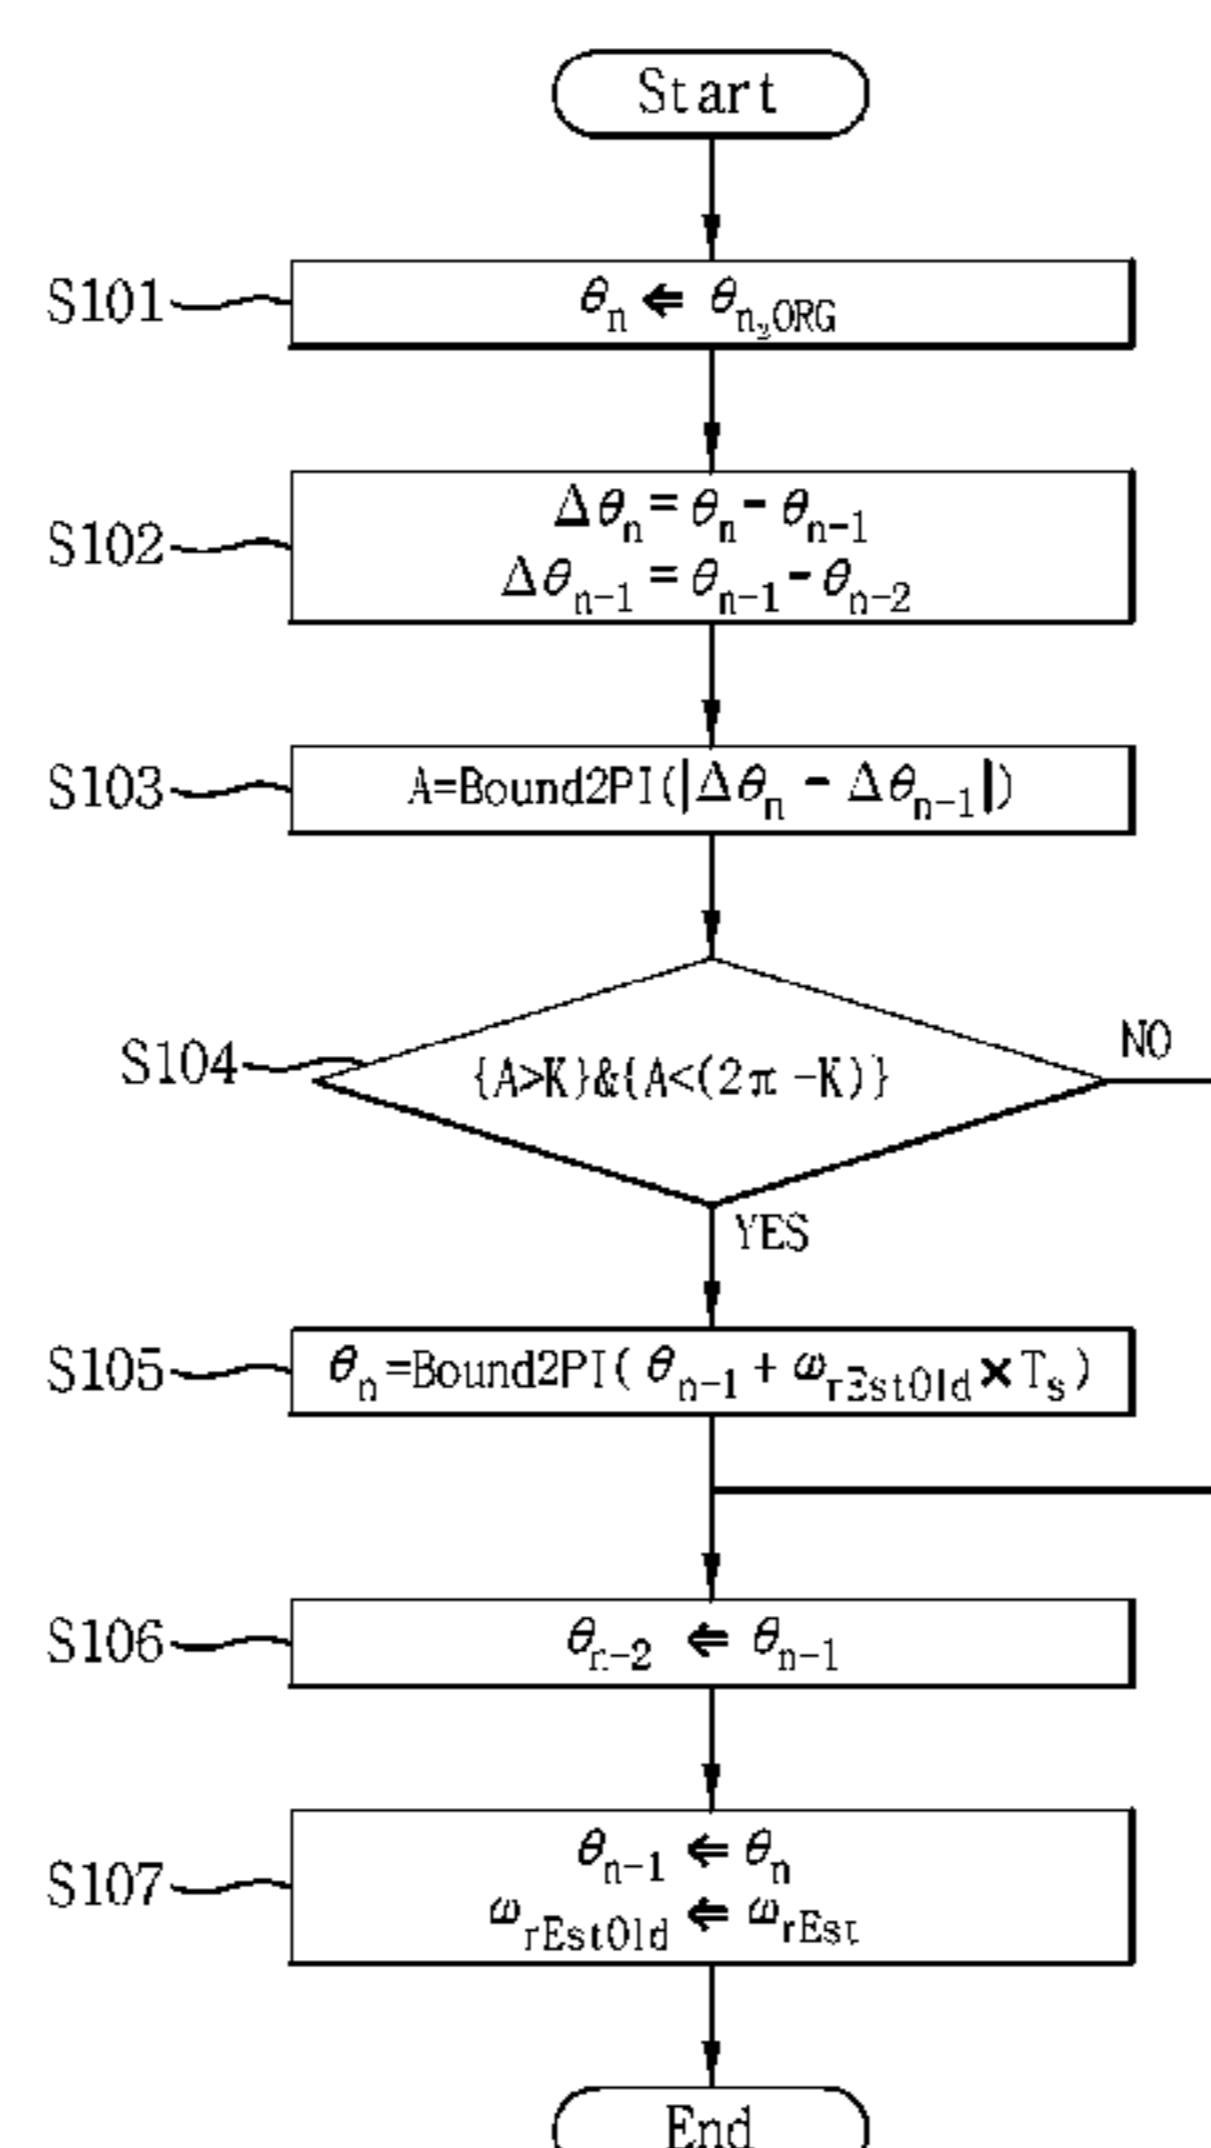 Start
S101
θn ⇐ θn,ORG
S102
Δθn = θn - θn-1
Δθn-1 = θn-1 - θn-2
S103
A=Bound2PI(|Δθn - Δθn-1|)
S104
{A>K}&{A<(2π-K)}
NO
YES
S105
θn=Bound2PI(θn-1 + ωrEstOld×Ts)
S106
θn-2 ⇐ θn-1
S107
θn-1 ⇐ θn
ωrEstOld ⇐ ωrEst
End